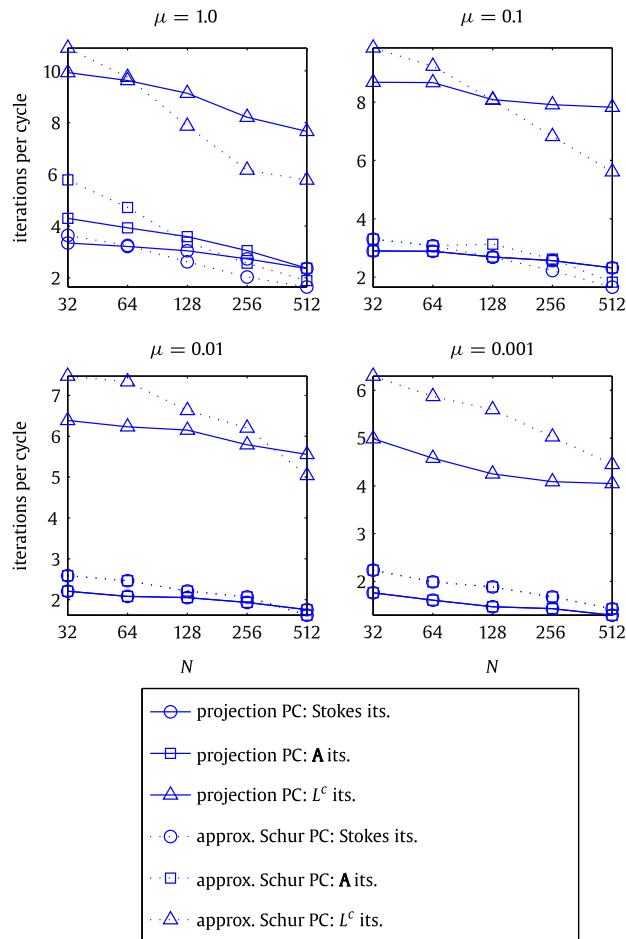 μ = 1.0
μ = 0.1
iterations per cycle
10
8
6
4
2
32 64 128 256 512
8
6
4
2
32 64 128 256 512
μ = 0.01
μ = 0.001
iterations per cycle
7
6
5
4
3
2
32 64 128 256 512
N
6
5
4
3
2
32 64 128 256 512
N
projection PC: Stokes its.
projection PC: A its.
projection PC: Lᶜ its.
approx. Schur PC: Stokes its.
approx. Schur PC: A its.
approx. Schur PC: Lᶜ its.